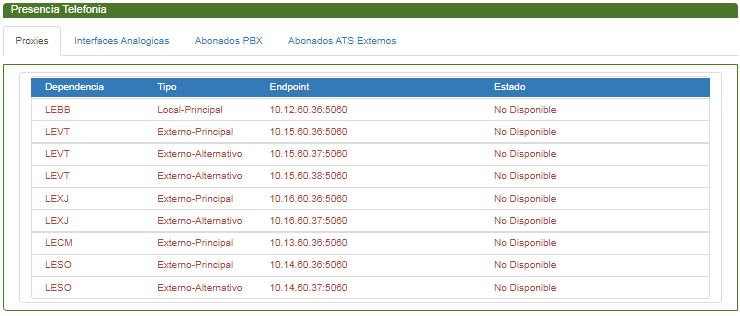 Presencia Telefonia
Proxies Interfaces Analogicas Abonados PBX Abonados ATS Externos
Dependencia Tipo Endpoint Estado
LEBB Local-Principal 10.12.60.36:5060 No Disponible
LEVT Externo-Principal 10.15.60.36:5060 No Disponible
LEVT Externo-Alternativo 10.15.60.37:5060 No Disponible
LEVT Externo-Alternativo 10.15.60.38:5060 No Disponible
LEXJ Externo-Principal 10.16.60.36:5060 No Disponible
LEXJ Externo-Alternativo 10.16.60.37:5060 No Disponible
LECM Externo-Principal 10.13.60.36:5060 No Disponible
LESO Externo-Principal 10.14.60.36:5060 No Disponible
LESO Externo-Alternativo 10.14.60.37:5060 No Disponible